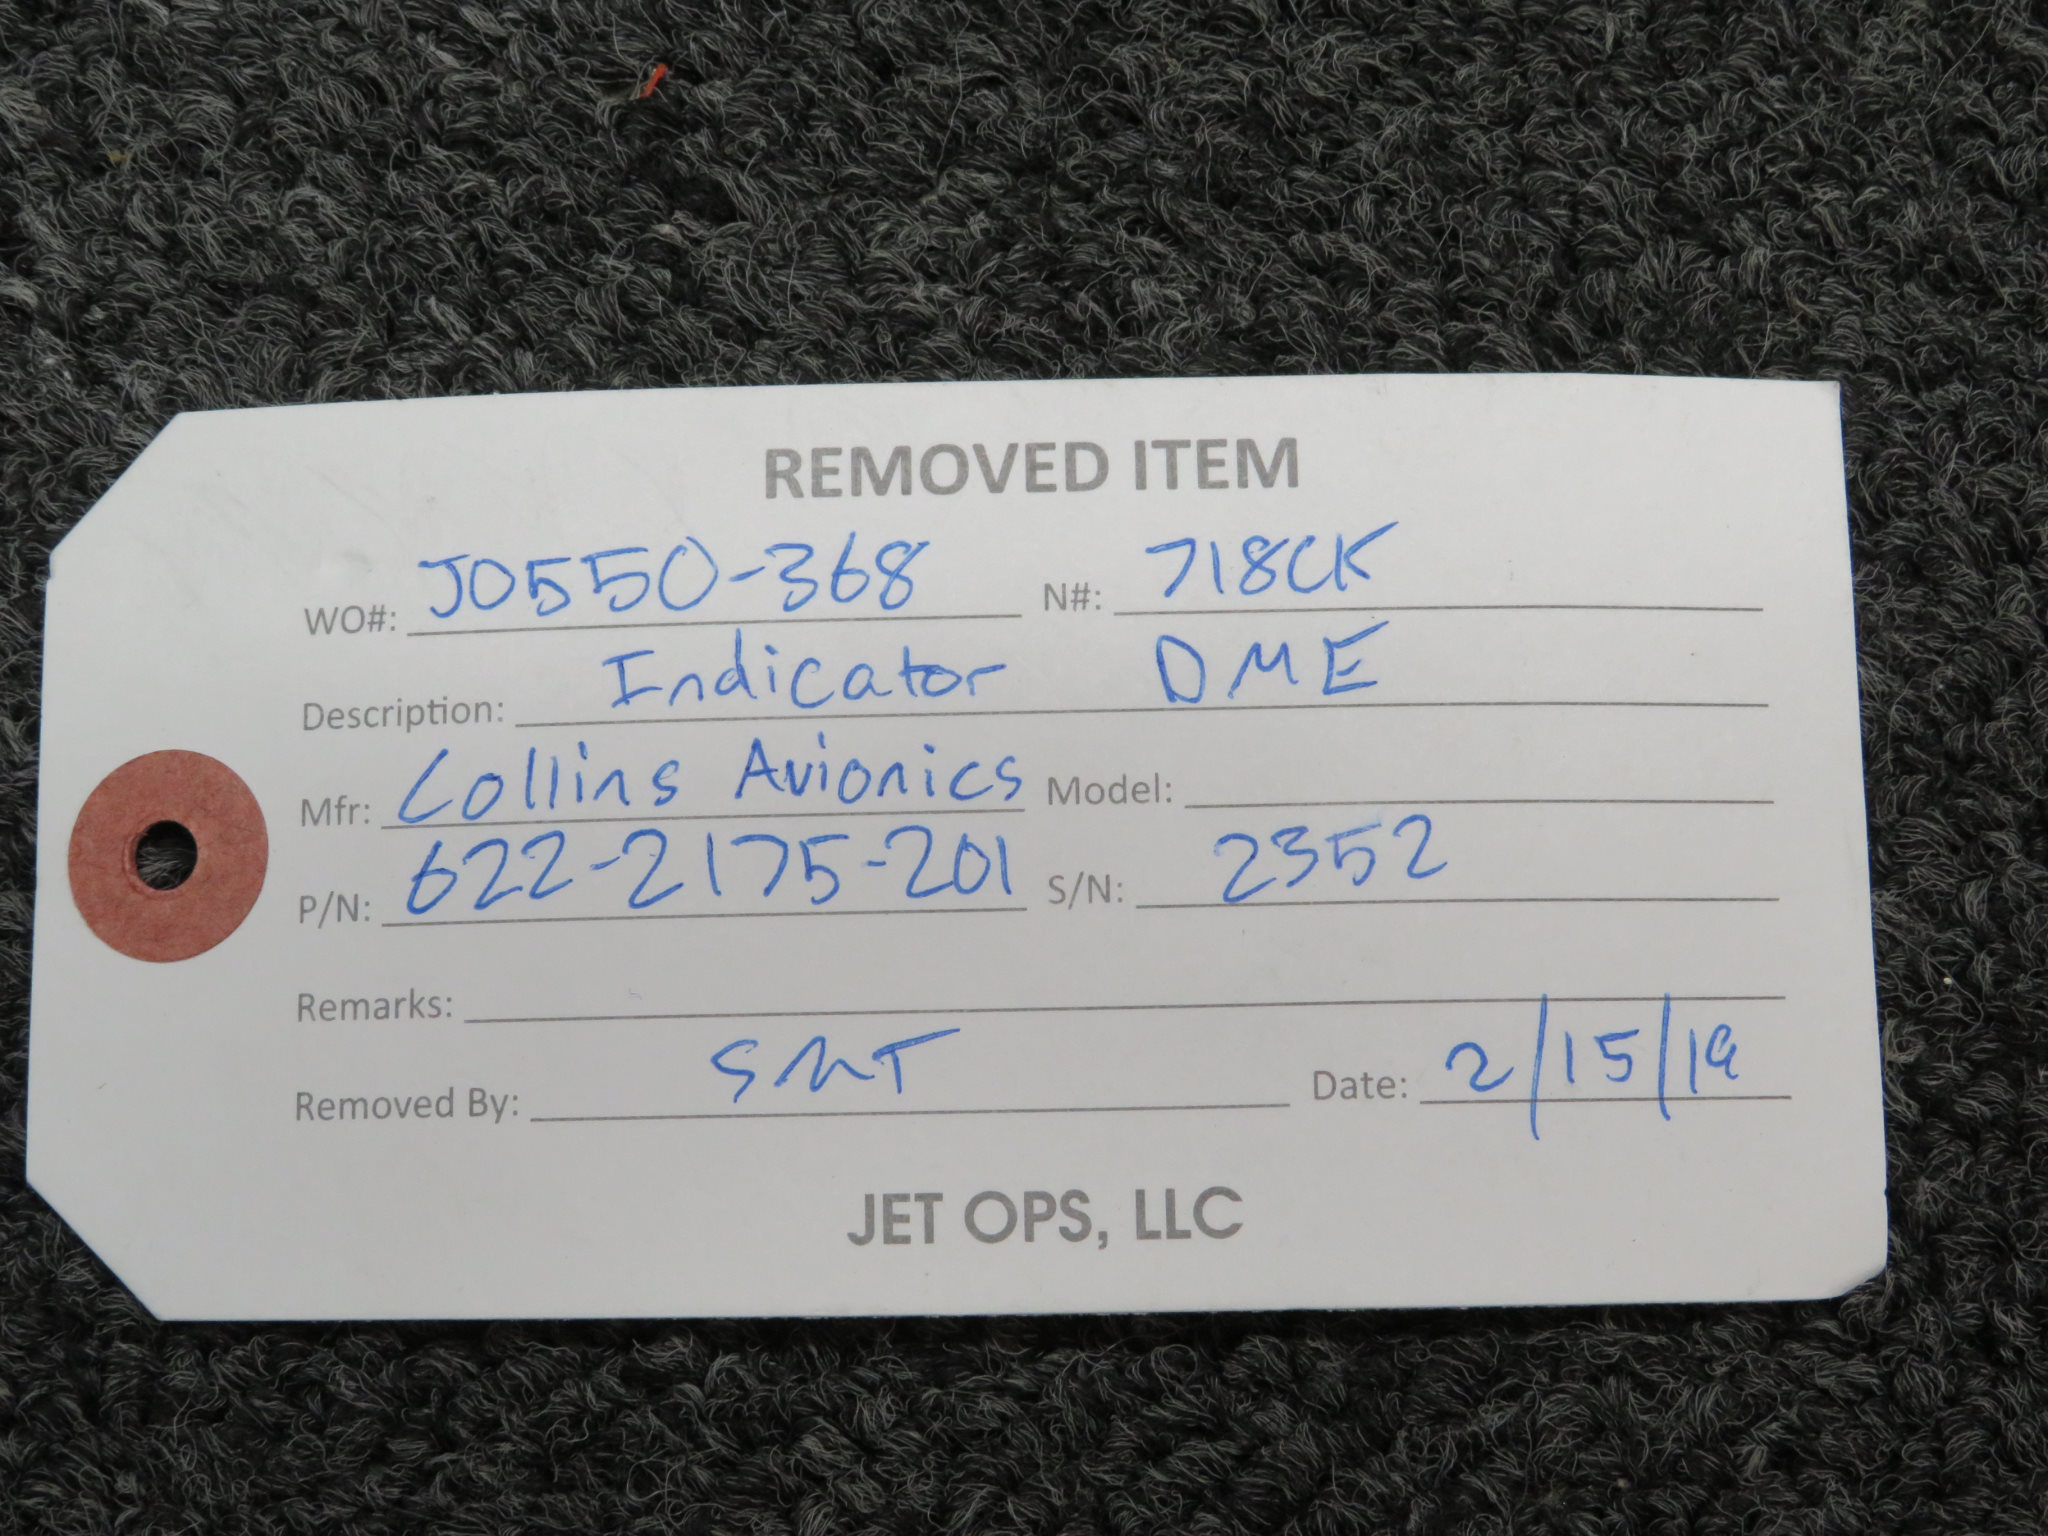 REMOVED ITEM
WO#: JO550-368 N#: 718CK
Description: Indicator DME
Mfr: Collins Avionics Model:
P/N: 622-2175-201 S/N: 2352
Remarks:
Removed By: SMT Date: 2/15/19
JET OPS, LLC